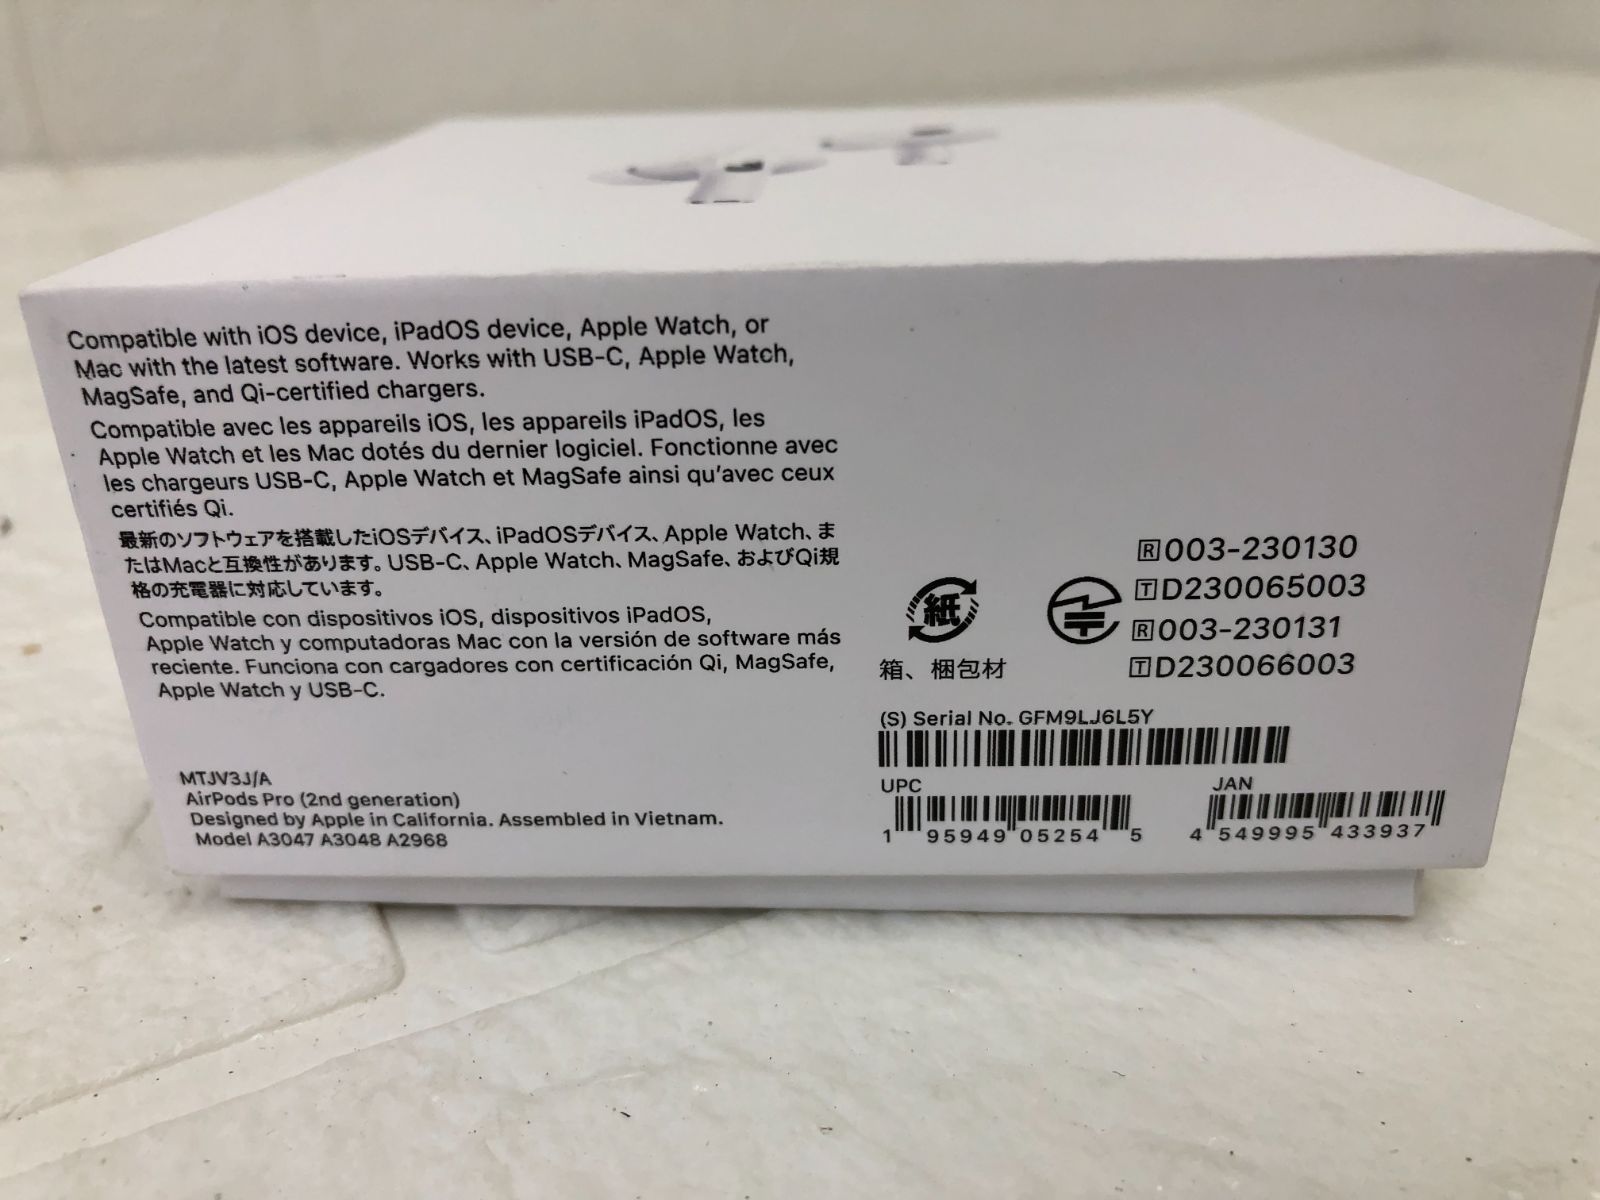 Compatible with iOS device, iPadOS device, Apple Watch, or
Mac with the latest software. Works with USB-C, Apple Watch,
MagSafe, and Qi-certified chargers.
Compatible avec les appareils iOS, les appareils iPadOS, les
Apple Watch et les Mac dotés du dernier logiciel. Fonctionne avec
les chargeurs USB-C, Apple Watch et MagSafe ainsi qu'avec ceux
certifiés Qi.
最新のソフトウェアを搭載したiOSデバイス、iPadOSデバイス、Apple Watch、ま
たはMacと互換性があります。USB-C、Apple Watch、MagSafe、およびQi規
格の充電器に対応しています。
Compatible con dispositivos iOS, dispositivos iPadOS,
Apple Watch y computadoras Mac con la versión de software más
reciente. Funciona con cargadores con certificación Qi, MagSafe,
Apple Watch y USB-C.
MTJV3J/A
AirPods Pro (2nd generation)
Designed by Apple in California. Assembled in Vietnam.
Model A3047 A3048 A2968
紙
箱、梱包材
R 003-230130
T D230065003
R 003-230131
T D230066003
(S) Serial No. GFM9LJ6L5Y
UPC
1 95949 05254 5
JAN
4 549995 433937